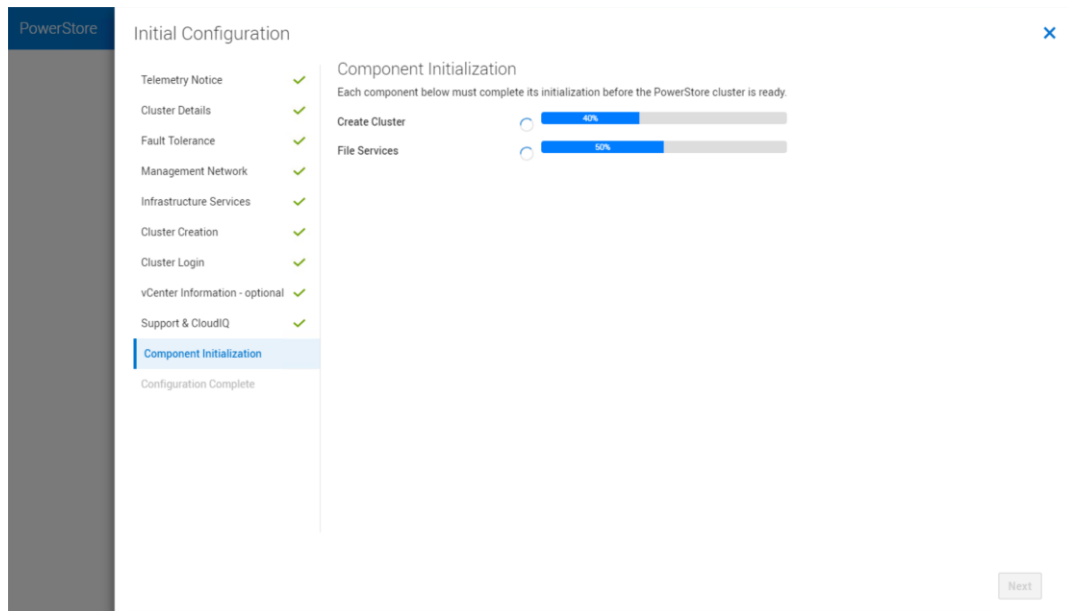 PowerStore
Initial Configuration
Telemetry Notice
Cluster Details
Fault Tolerance
Management Network
Infrastructure Services
Cluster Creation
Cluster Login
vCenter Information - optional
Support & CloudIQ
Component Initialization
Configuration Complete
Component Initialization
Each component below must complete its initialization before the PowerStore cluster is ready.
Create Cluster 40%
File Services 50%
Next